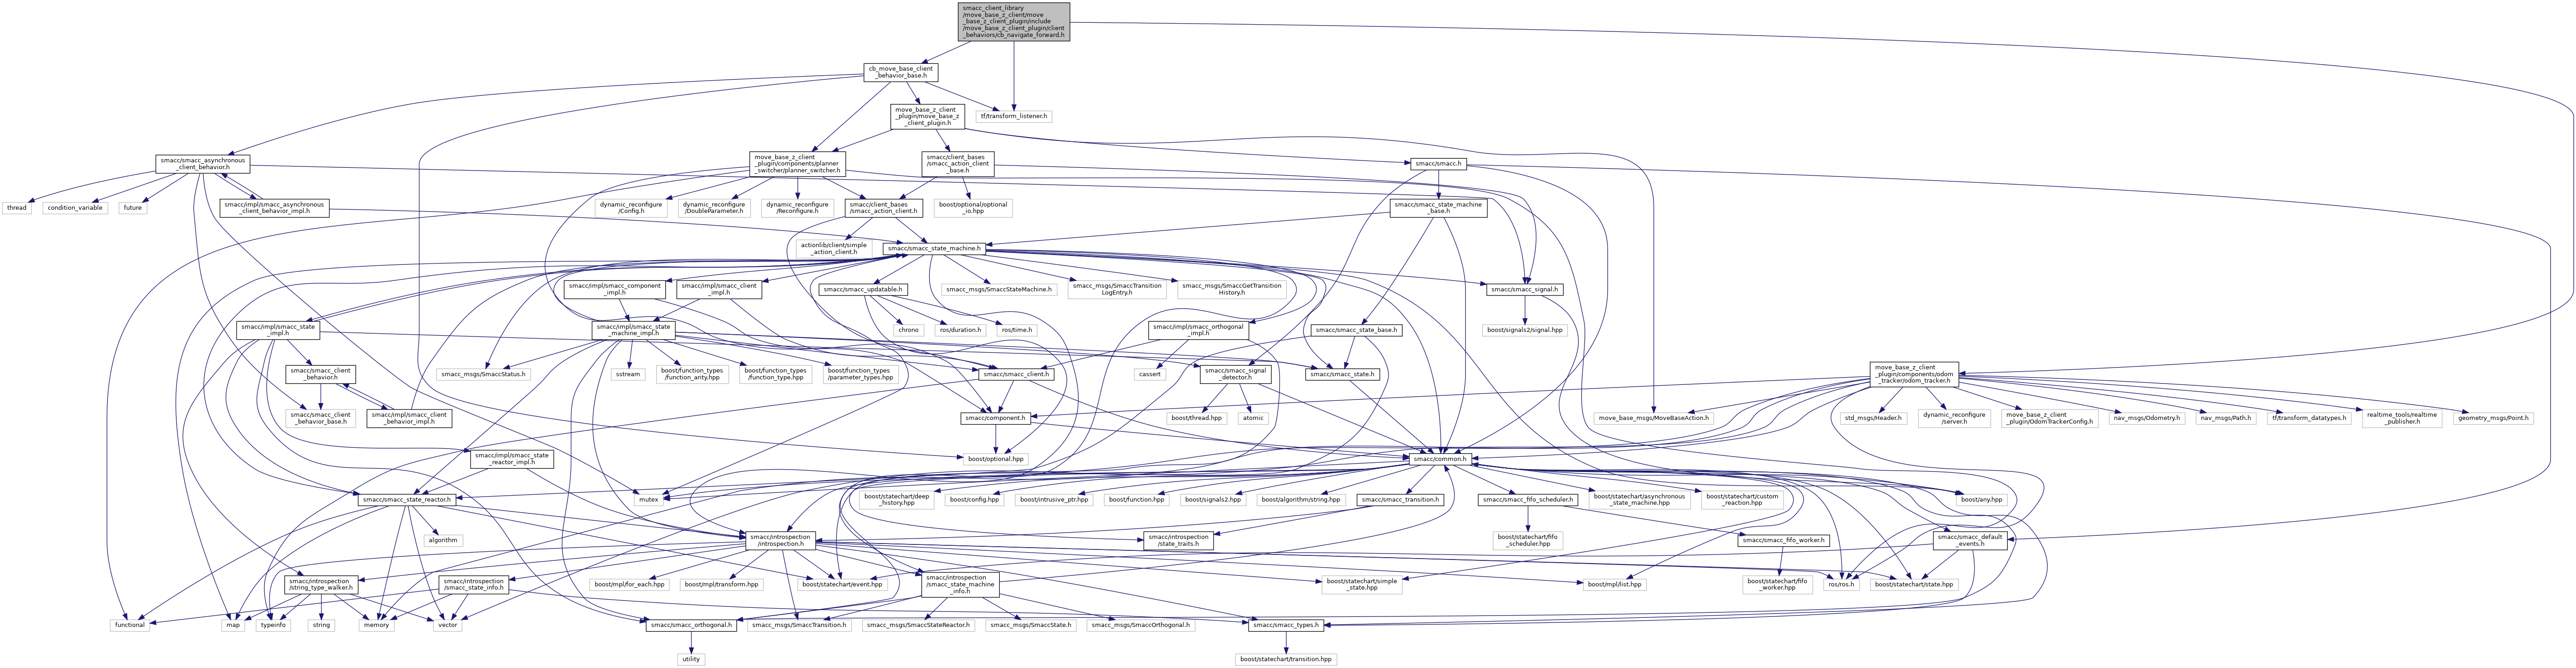 smacc_client_library
/move_base_z_client/move
_base_z_client_plugin/include
/move_base_z_client_plugin/client
_behaviors/cb_navigate_forward.h
cb_move_base_client
_behavior_base.h
move_base_z_client
_plugin/move_base_z
_client_plugin.h
tf/transform_listener.h
smacc/smacc_asynchronous
_client_behavior.h
move_base_z_client
_plugin/components/planner
_switcher/planner_switcher.h
smacc/client_bases
/smacc_action_client
_base.h
smacc/smacc.h
thread
condition_variable
future
smacc/impl/smacc_asynchronous
_client_behavior_impl.h
dynamic_reconfigure
/Config.h
dynamic_reconfigure
/DoubleParameter.h
dynamic_reconfigure
/Reconfigure.h
smacc/client_bases
/smacc_action_client.h
boost/optional/optional
_io.hpp
smacc/smacc_state_machine
_base.h
actionlib/client/simple
_action_client.h
smacc/smacc_state_machine.h
smacc/impl/smacc_component
_impl.h
smacc/impl/smacc_client
_impl.h
smacc/smacc_updatable.h
smacc_msgs/SmaccStateMachine.h
smacc_msgs/SmaccTransition
LogEntry.h
smacc_msgs/SmaccGetTransition
History.h
smacc/smacc_signal.h
smacc/impl/smacc_state
_impl.h
smacc/impl/smacc_state
_machine_impl.h
chrono
ros/duration.h
ros/time.h
smacc/impl/smacc_orthogonal
_impl.h
smacc/smacc_state_base.h
boost/signals2/signal.hpp
smacc/smacc_client
_behavior.h
smacc_msgs/SmaccStatus.h
sstream
boost/function_types
/function_arity.hpp
boost/function_types
/function_type.hpp
boost/function_types
/parameter_types.hpp
smacc/smacc_client.h
cassert
smacc/smacc_signal
_detector.h
smacc/smacc_state.h
move_base_z_client
_plugin/components/odom
_tracker/odom_tracker.h
smacc/smacc_client
_behavior_base.h
smacc/impl/smacc_client
_behavior_impl.h
smacc/component.h
boost/thread.hpp
atomic
move_base_msgs/MoveBaseAction.h
std_msgs/Header.h
dynamic_reconfigure
/server.h
move_base_z_client
_plugin/OdomTrackerConfig.h
nav_msgs/Odometry.h
nav_msgs/Path.h
tf/transform_datatypes.h
realtime_tools/realtime
_publisher.h
geometry_msgs/Point.h
smacc/impl/smacc_state
_reactor_impl.h
boost/optional.hpp
smacc/common.h
smacc/smacc_state_reactor.h
mutex
boost/statechart/deep
_history.hpp
boost/config.hpp
boost/intrusive_ptr.hpp
boost/function.hpp
boost/signals2.hpp
boost/algorithm/string.hpp
smacc/smacc_transition.h
smacc/smacc_fifo_scheduler.h
boost/statechart/asynchronous
_state_machine.hpp
boost/statechart/custom
_reaction.hpp
boost/any.hpp
algorithm
smacc/introspection
/introspection.h
smacc/introspection
/state_traits.h
boost/statechart/fifo
_scheduler.hpp
smacc/smacc_fifo_worker.h
smacc/smacc_default
_events.h
smacc/introspection
/string_type_walker.h
smacc/introspection
/smacc_state_info.h
boost/mpl/for_each.hpp
boost/mpl/transform.hpp
boost/statechart/event.hpp
smacc/introspection
/smacc_state_machine
_info.h
boost/statechart/simple
_state.hpp
boost/mpl/list.hpp
boost/statechart/fifo
_worker.hpp
ros/ros.h
boost/statechart/state.hpp
functional
map
typeinfo
string
memory
vector
smacc/smacc_orthogonal.h
smacc_msgs/SmaccTransition.h
smacc_msgs/SmaccStateReactor.h
smacc_msgs/SmaccState.h
smacc_msgs/SmaccOrthogonal.h
smacc/smacc_types.h
utility
boost/statechart/transition.hpp